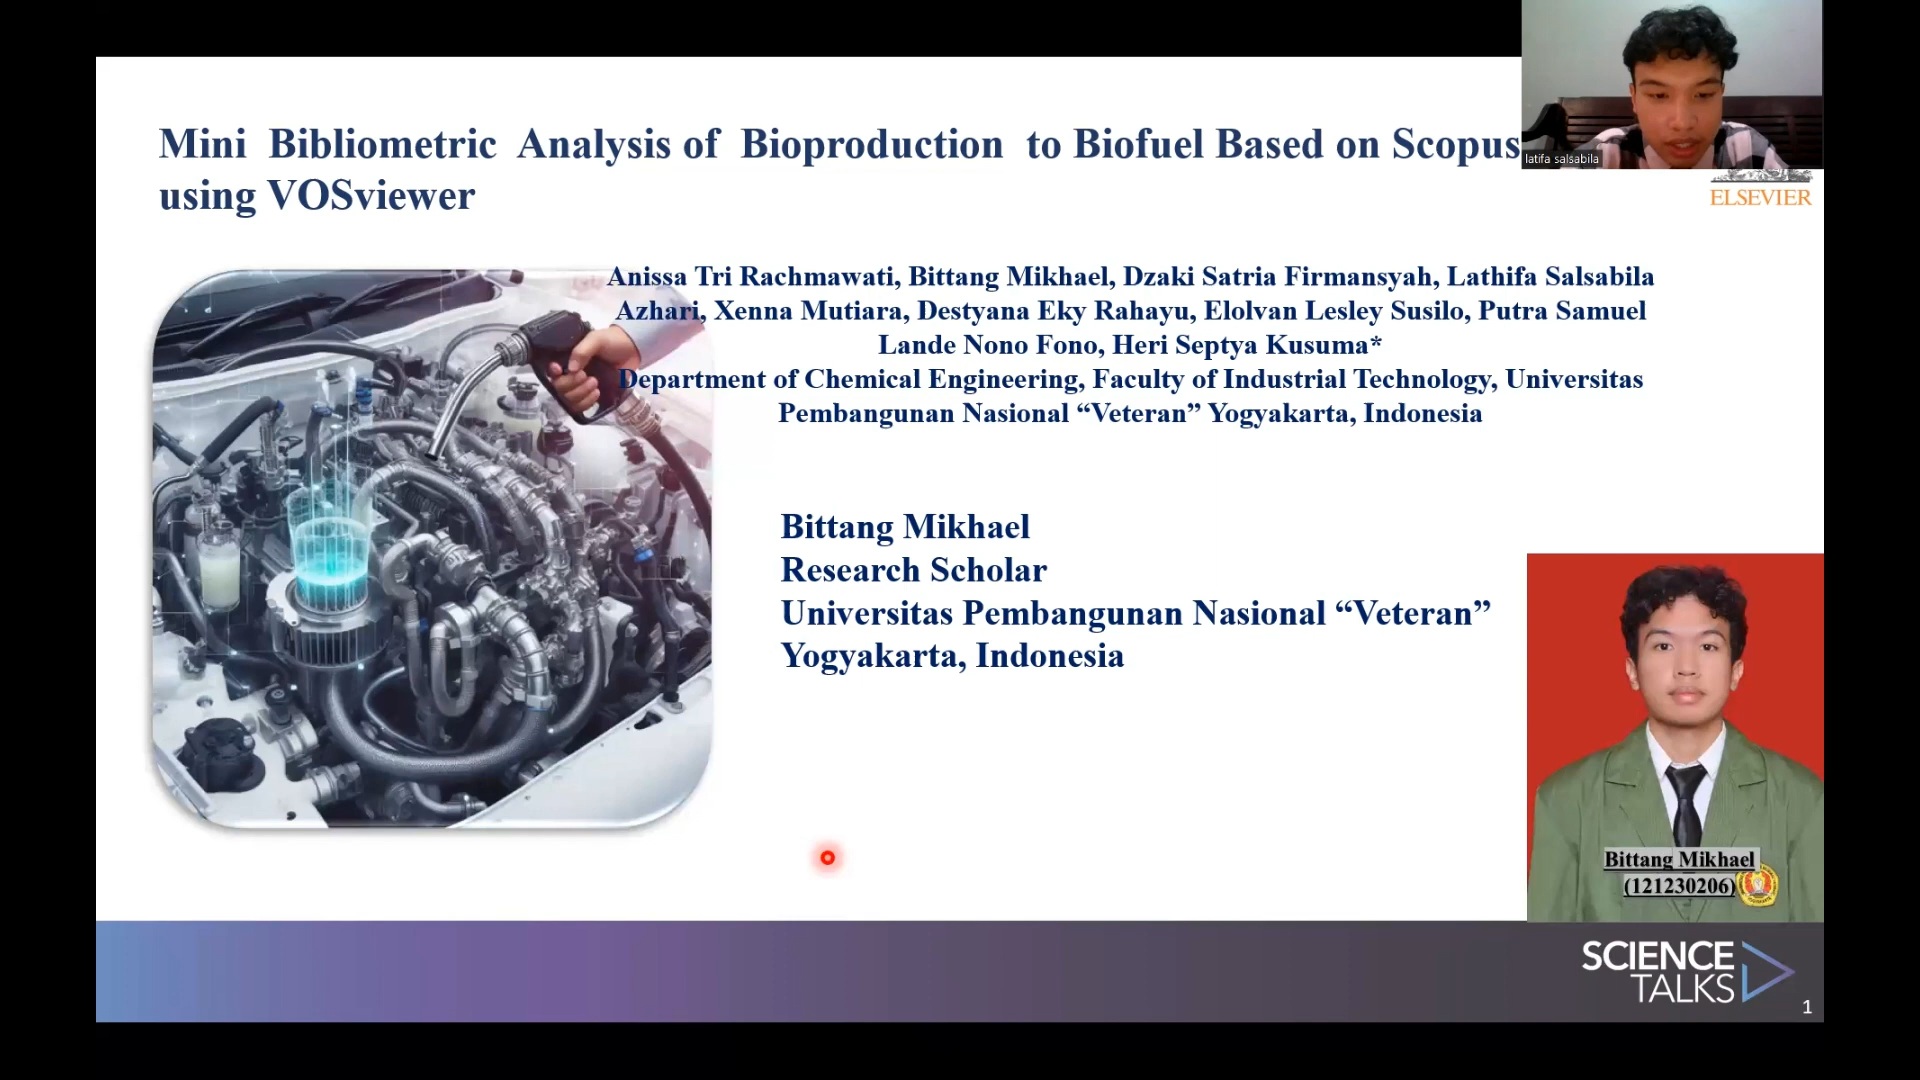 Mini Bibliometric Analysis of Bioproduction to Biofuel Based on Scopus
using VOSviewer
latifa salsabila
ELSEVIER
Anissa Tri Rachmawati, Bittang Mikhael, Dzaki Satria Firmansyah, Lathifa Salsabila
Azhari, Xenna Mutiara, Destyana Eky Rahayu, Elolvan Lesley Susilo, Putra Samuel
Lande Nono Fono, Heri Septya Kusuma*
Department of Chemical Engineering, Faculty of Industrial Technology, Universitas
Pembangunan Nasional “Veteran” Yogyakarta, Indonesia
Bittang Mikhael
Research Scholar
Universitas Pembangunan Nasional “Veteran”
Yogyakarta, Indonesia
Bittang Mikhael
(121230206)
SCIENCE
TALKS
1